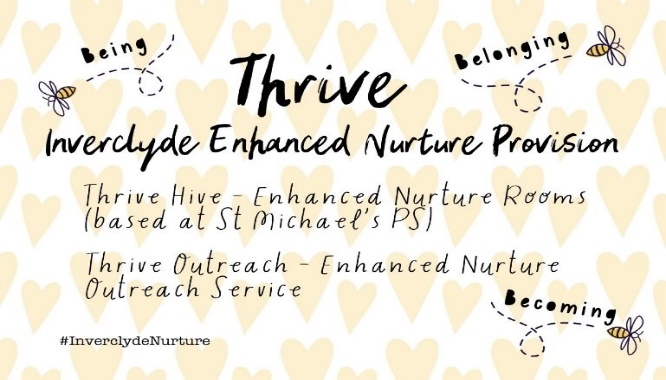 Being
Belonging
Thrive
Inverclyde Enhanced Nurture Provision
Thrive Hive - Enhanced Nurture Rooms
(based at St Michael's PS)
Thrive Outreach - Enhanced Nurture
Outreach Service
Becoming
#InverclydeNurture